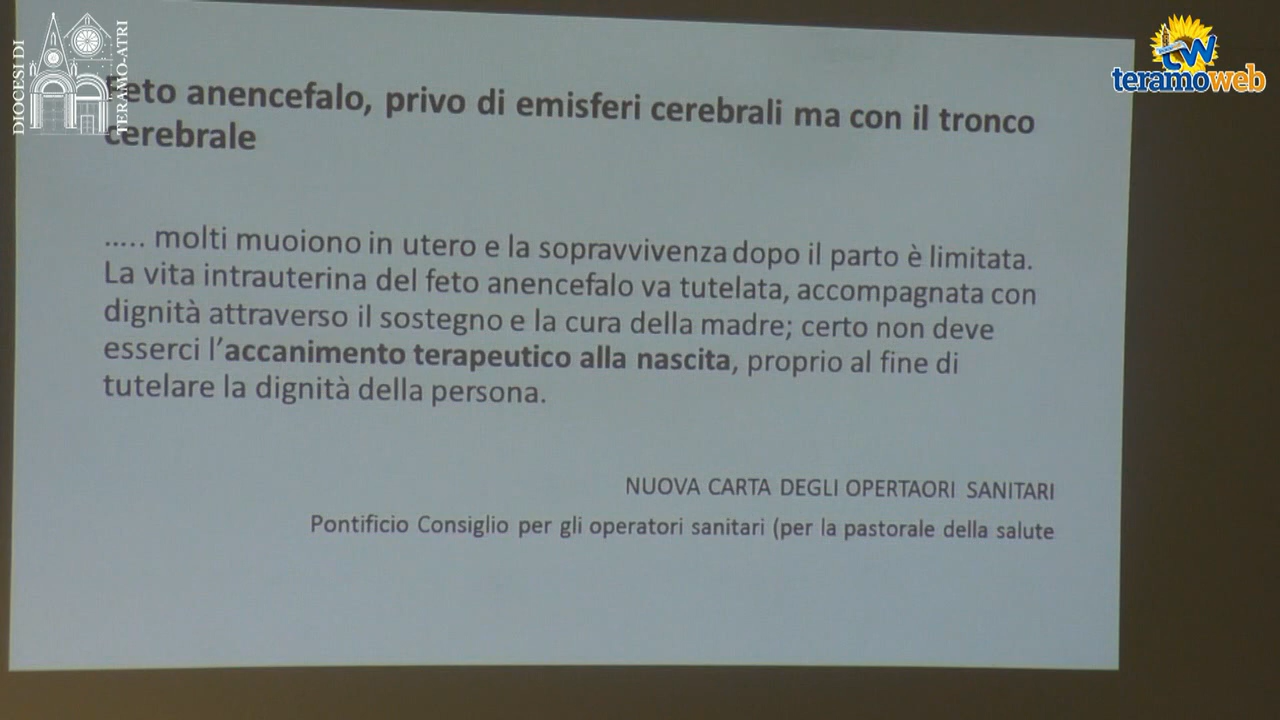 DIOCESI DI
TERAMO-ATRI
tw
teramoweb
Feto anencefalo, privo di emisferi cerebrali ma con il tronco
cerebrale
..... molti muoiono in utero e la sopravvivenza dopo il parto è limitata.
La vita intrauterina del feto anencefalo va tutelata, accompagnata con
dignità attraverso il sostegno e la cura della madre; certo non deve
esserci l'accanimento terapeutico alla nascita, proprio al fine di
tutelare la dignità della persona.
NUOVA CARTA DEGLI OPERTAORI SANITARI
Pontificio Consiglio per gli operatori sanitari (per la pastorale della salute